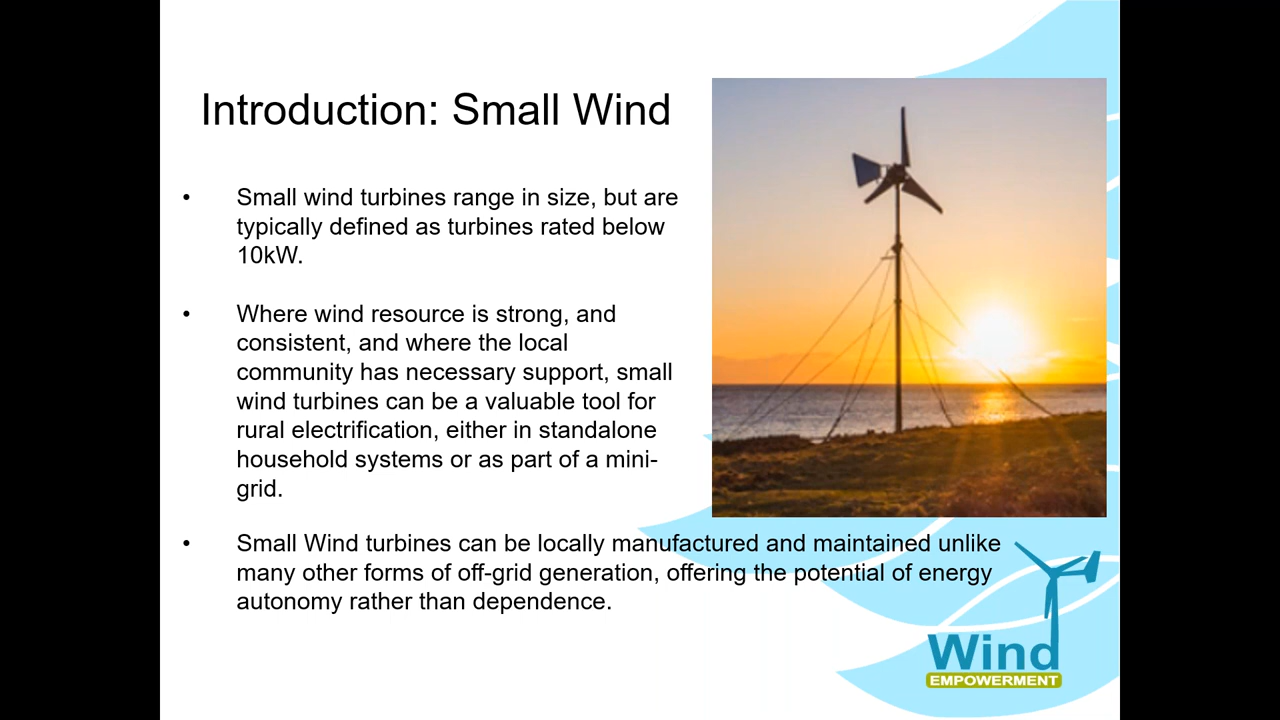 Introduction: Small Wind
• Small wind turbines range in size, but are
typically defined as turbines rated below
10kW.
• Where wind resource is strong, and
consistent, and where the local
community has necessary support, small
wind turbines can be a valuable tool for
rural electrification, either in standalone
household systems or as part of a mini-
grid.
• Small Wind turbines can be locally manufactured and maintained unlike
many other forms of off-grid generation, offering the potential of energy
autonomy rather than dependence.
Wind
EMPOWERMENT